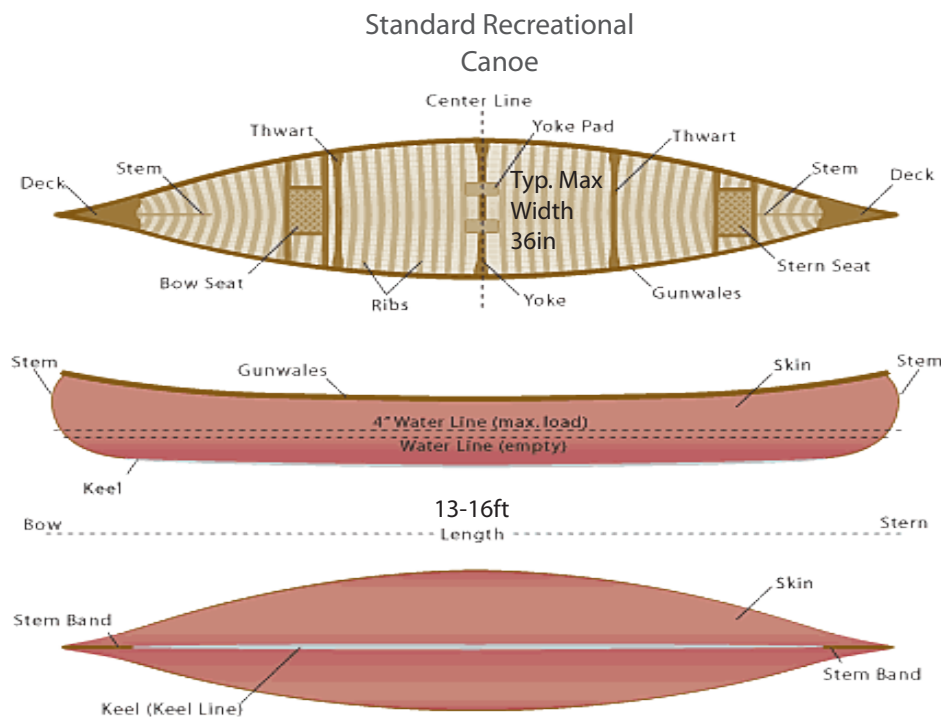 Standard Recreational
Canoe
Center Line
Thwart
Yoke Pad
Thwart
Stem
Stem
Deck
Deck
Typ. Max
Width
36in
Bow Seat
Stern Seat
Ribs
Yoke
Gunwales
Stem
Gunwales
Skin
Stem
4" Water Line (max. load)
Water Line (empty)
Keel
13-16ft
Bow
Stern
Length
Skin
Stem Band
Stem Band
Keel (Keel Line)